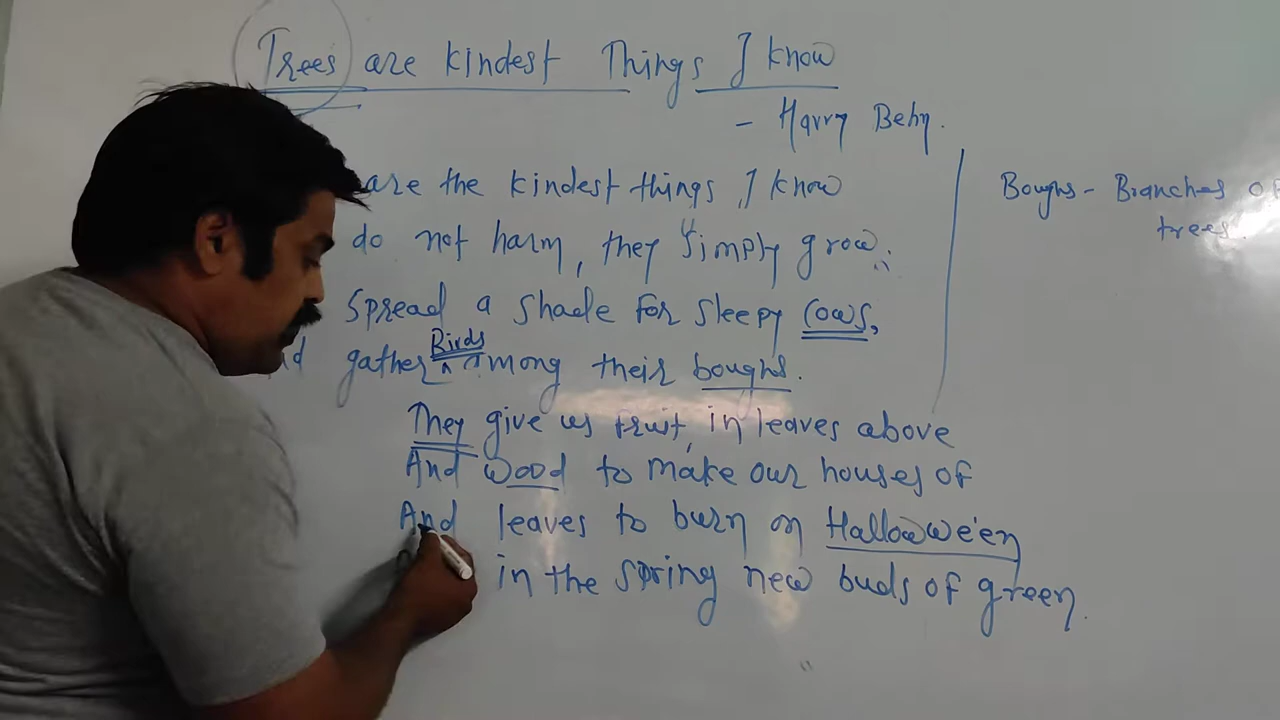 Trees are kindest Things I know
- Harry Behn.
are the kindest things, I know
do not harm, they simply grow.
Spread a shade for sleepy cows,
gather Birds among their boughs.
They give us fruit, in leaves above
And wood to make our houses of
And leaves to burn on Hallowe'en
in the spring new buds of green.
Boughs - Branches of
trees.